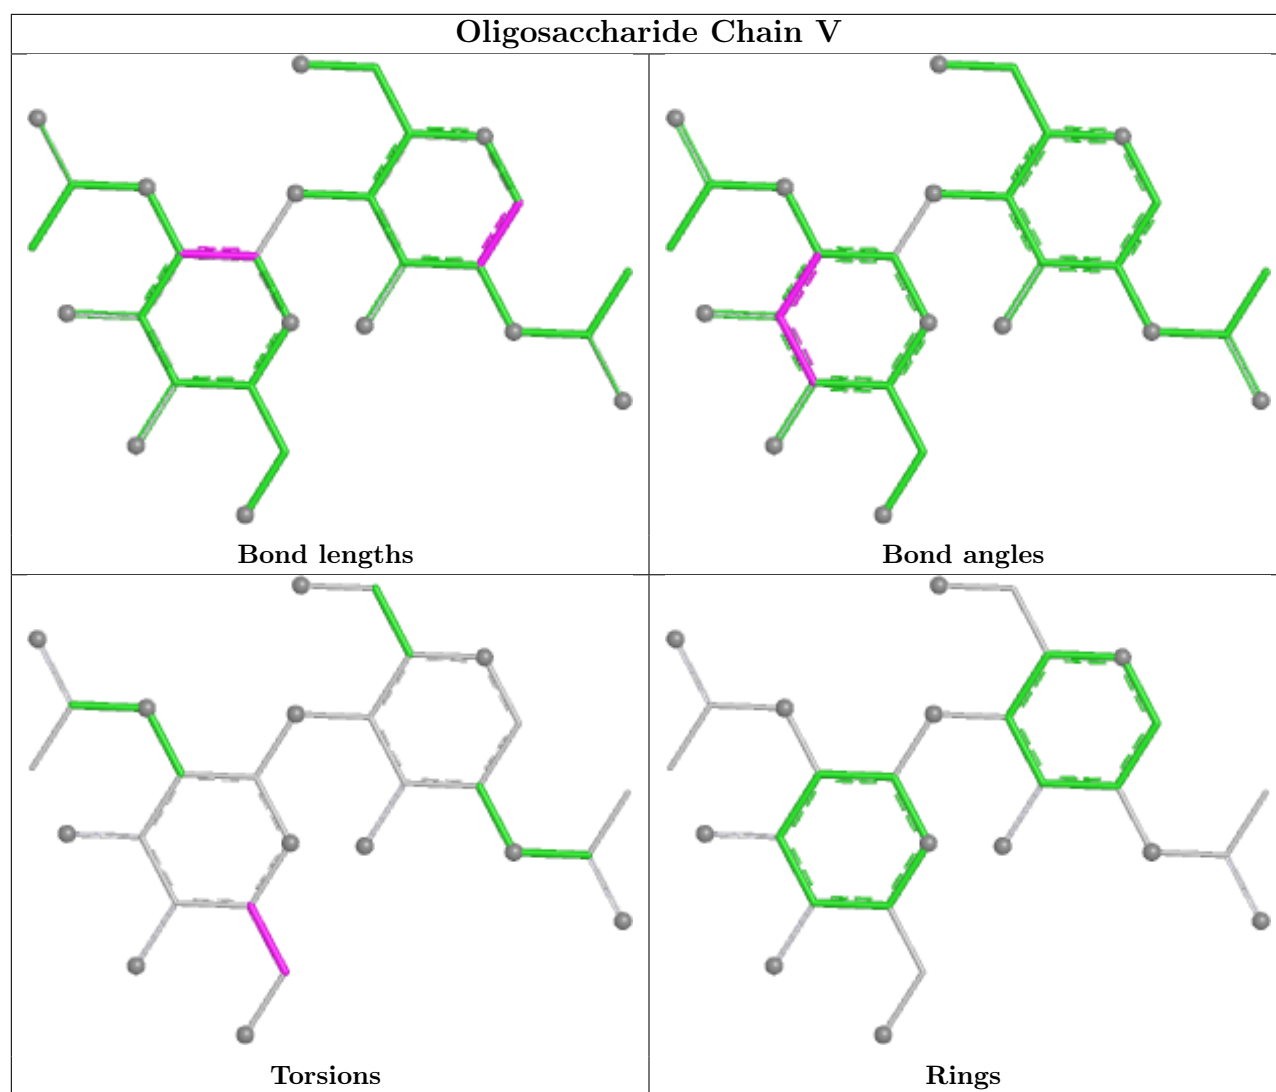 Oligosaccharide Chain V
Bond lengths
Bond angles
Torsions
Rings